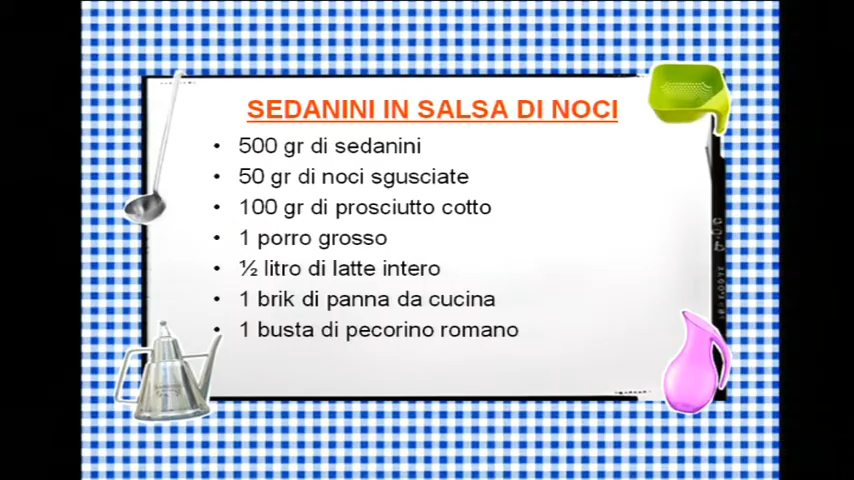 SEDANINI IN SALSA DI NOCI
• 500 gr di sedanini
• 50 gr di noci sgusciate
• 100 gr di prosciutto cotto
• 1 porro grosso
• ½ litro di latte intero
• 1 brik di panna da cucina
• 1 busta di pecorino romano